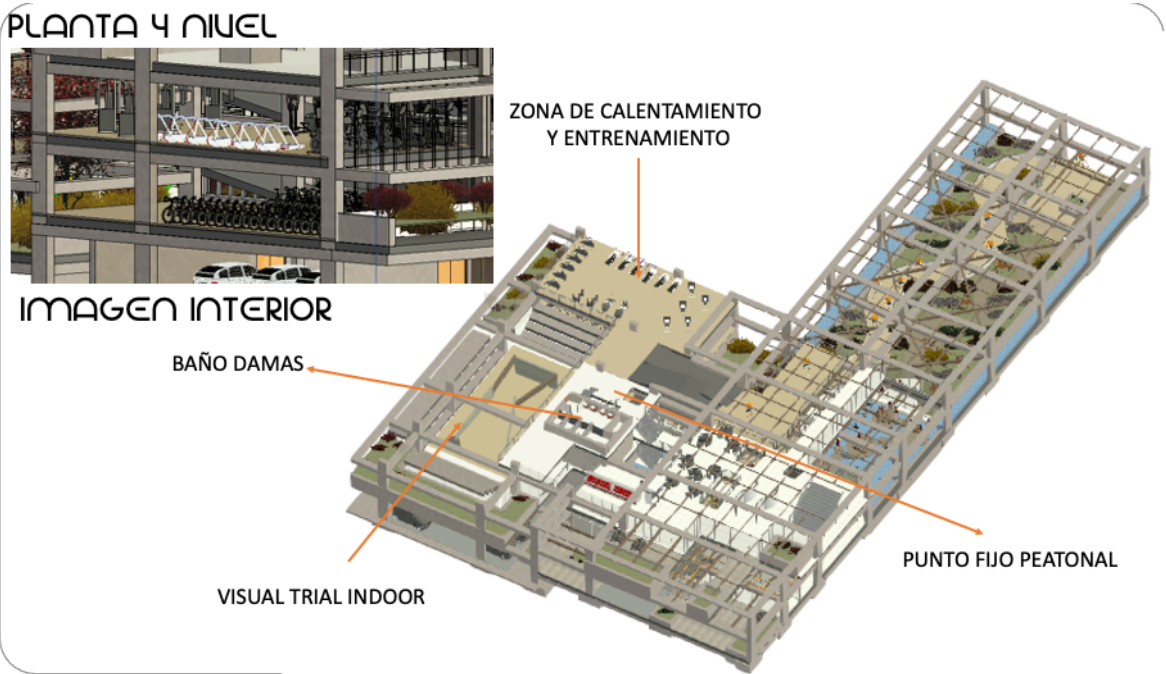 PLANTA 4 NIVEL
ZONA DE CALENTAMIENTO
Y ENTRENAMIENTO
IMAGEN INTERIOR
BAÑO DAMAS
PUNTO FIJO PEATONAL
VISUAL TRIAL INDOOR